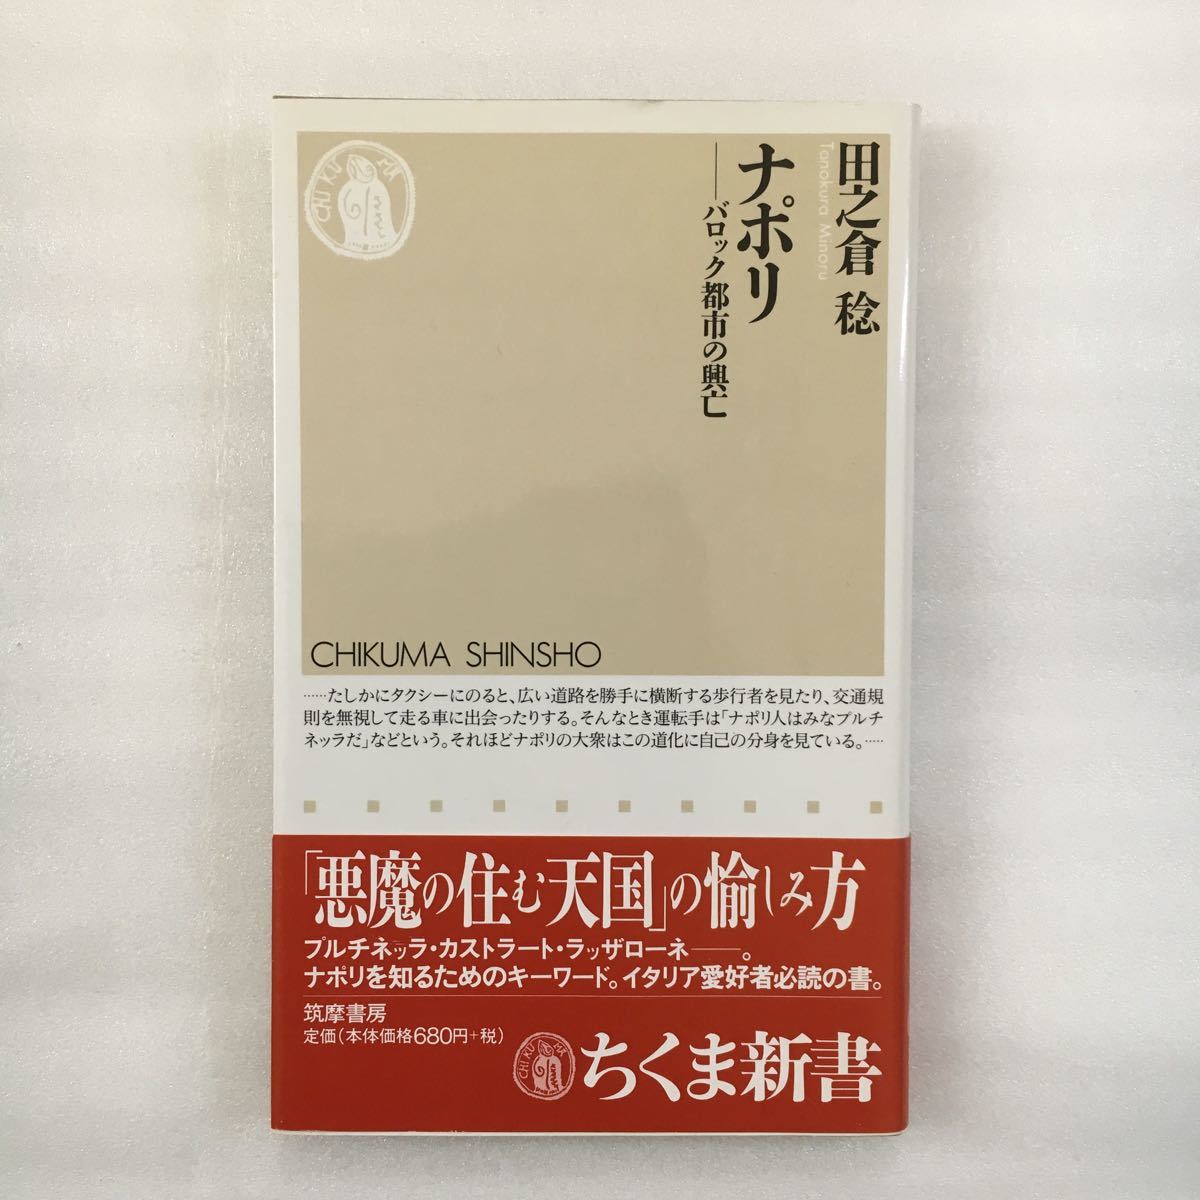 田之倉 稔
Tanokura Minoru
ナポリ
――バロック都市の興亡
CHIKUMA
CHIKUMA SHINSHO
……たしかにタクシーにのると、広い道路を勝手に横断する歩行者を見たり、交通規
則を無視して走る車に出会ったりする。そんなとき運転手は「ナポリ人はみなプルチ
ネッラだ」などという。それほどナポリの大衆はこの道化に自己の分身を見ている。……
「悪魔の住む天国」の愉しみ方
プルチネッラ・カストラート・ラッザローネ――。
ナポリを知るためのキーワード。イタリア愛好者必読の書。
筑摩書房
定価(本体価格680円+税)
CHIKUMA
ちくま新書